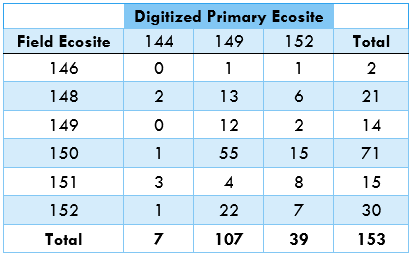 Digitized Primary Ecosite
Field Ecosite 144 149 152 Total
146 0 1 1 2
148 2 13 6 21
149 0 12 2 14
150 1 55 15 71
151 3 4 8 15
152 1 22 7 30
Total 7 107 39 153